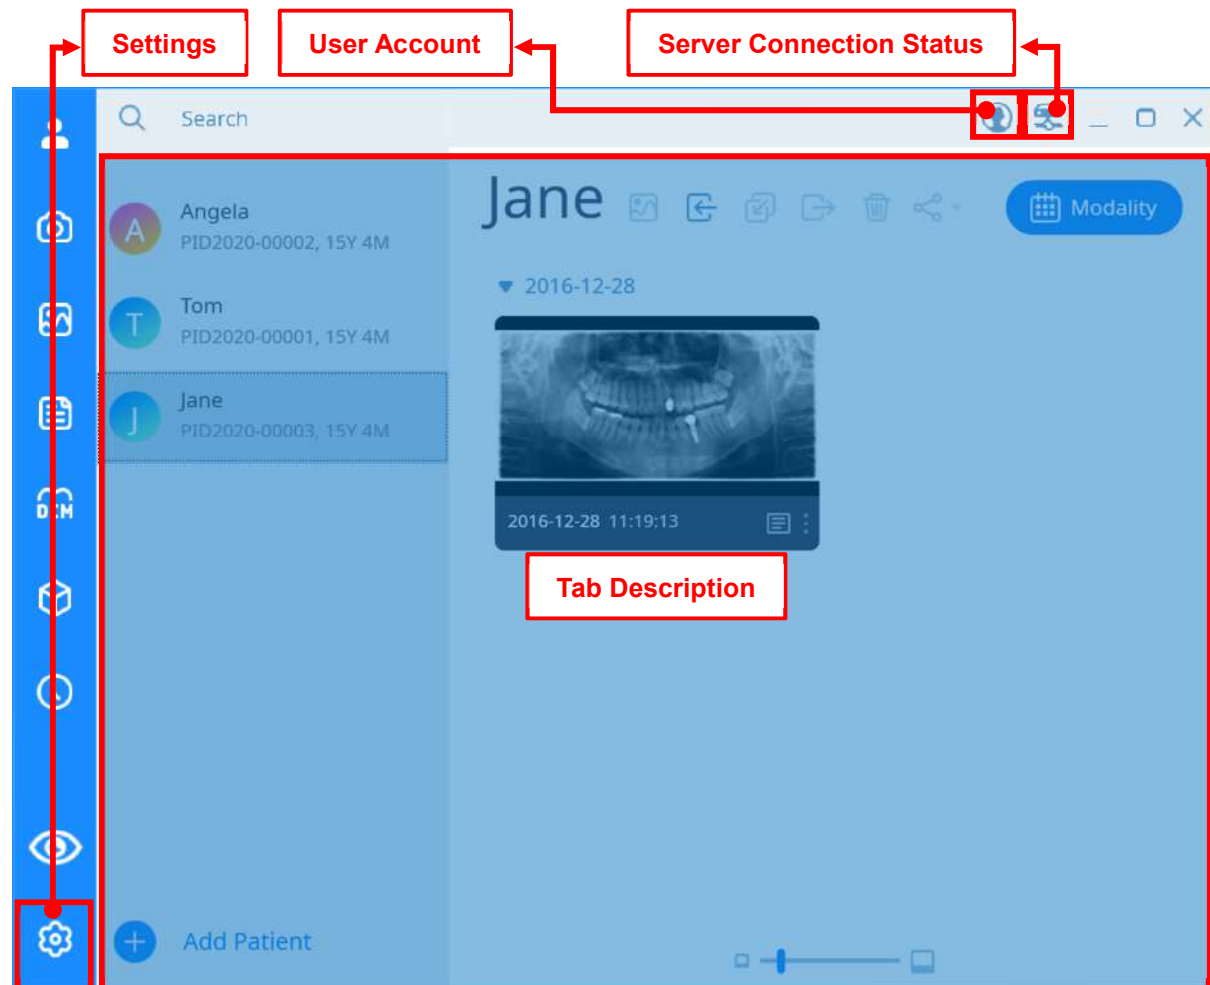 Settings
User Account
Server Connection Status
Search
Angela
PID2020-00002, 15Y 4M
Tom
PID2020-00001, 15Y 4M
Jane
PID2020-00003, 15Y 4M
Add Patient
Jane
Modality
2016-12-28
2016-12-28 11:19:13
Tab Description
A
T
J
DCM